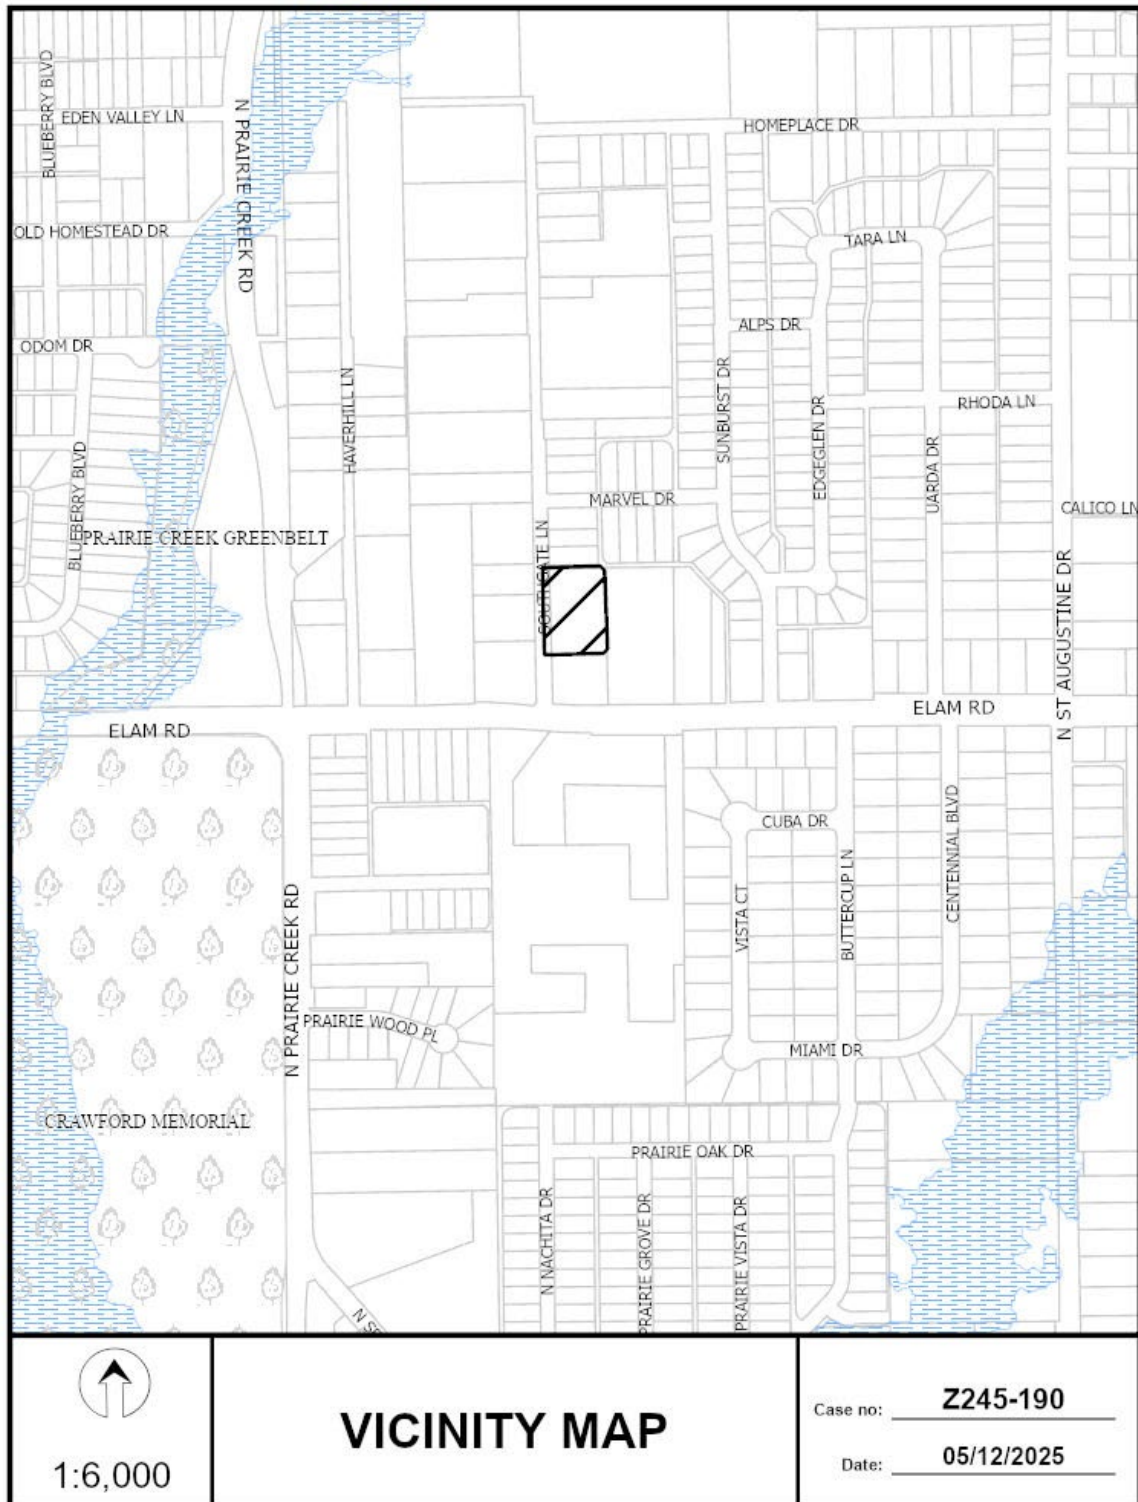 BLUEBERRY BLVD
EDEN VALLEY LN
N PRAIRIE CREEK RD
HOMEPLACE DR
OLD HOMESTEAD DR
TARA LN
ALPS DR
ODOM DR
HAVERHILL LN
SUNBURST DR
EDGEGLEN DR
RHODA LN
UARDA DR
BLUEBERRY BLVD
MARVEL DR
CALICO LN
PRAIRIE CREEK GREENBELT
SOUTHGATE LN
N ST AUGUSTINE DR
ELAM RD
ELAM RD
CUBA DR
CENTENNIAL BLVD
VISTA CT
BUTTERCUP LN
N PRAIRIE CREEK RD
PRAIRIE WOOD PL
MIAMI DR
CRAWFORD MEMORIAL
PRAIRIE OAK DR
N NACHITA DR
PRAIRIE GROVE DR
PRAIRIE VISTA DR
1:6,000
VICINITY MAP
Case no: Z245-190
Date: 05/12/2025